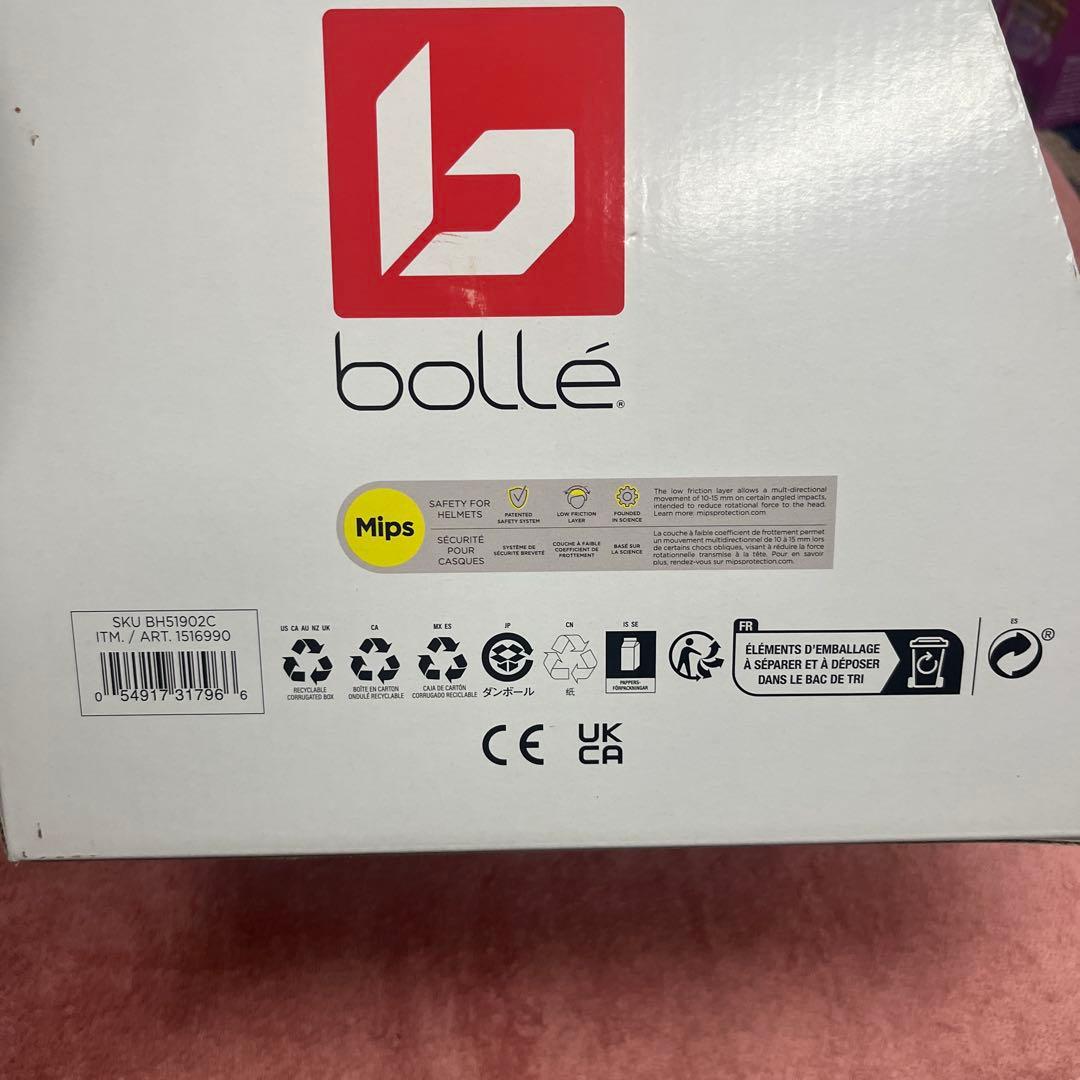 bollé®
Mips
SAFETY FOR
HELMETS
PATENTED
SAFETY SYSTEM
LOW FRICTION
LAYER
FOUNDED
IN SCIENCE
The low friction layer allows a mult-directional
movement of 10-15 mm on certain angled impacts,
intended to reduce rotational force to the head.
Learn more: mipsprotection.com
SÉCURITÉ
POUR
CASQUES
SYSTÈME DE
SÉCURITÉ BREVETÉ
COUCHE À FAIBLE
COEFFICIENT DE
FROTTEMENT
BASÉ SUR
LA SCIENCE
La couche à faible coefficient de frottement permet
un mouvement multidirectionnel de 10 à 15 mm lors
de certains chocs obliques, visant à réduire la force
rotationnelle transmise à la tête. Pour en savoir
plus, rendez-vous sur mipsprotection.com.
SKU BH51902C
ITM. / ART. 1516990
0 54917 31796 6
US CA AU NZ UK
RECYCLABLE
CORRUGATED BOX
CA
BOÎTE EN CARTON
ONDULÉ RECYCLABLE
MX ES
CAJA DE CARTÓN
CORRUGADO RECICLABLE
JP
ダンボール
CN
纸
IS SE
PAPPERS-
FÖRPACKNINGAR
FR
ÉLÉMENTS D'EMBALLAGE
À SÉPARER ET À DÉPOSER
DANS LE BAC DE TRI
ES
®
CE
UK
CA